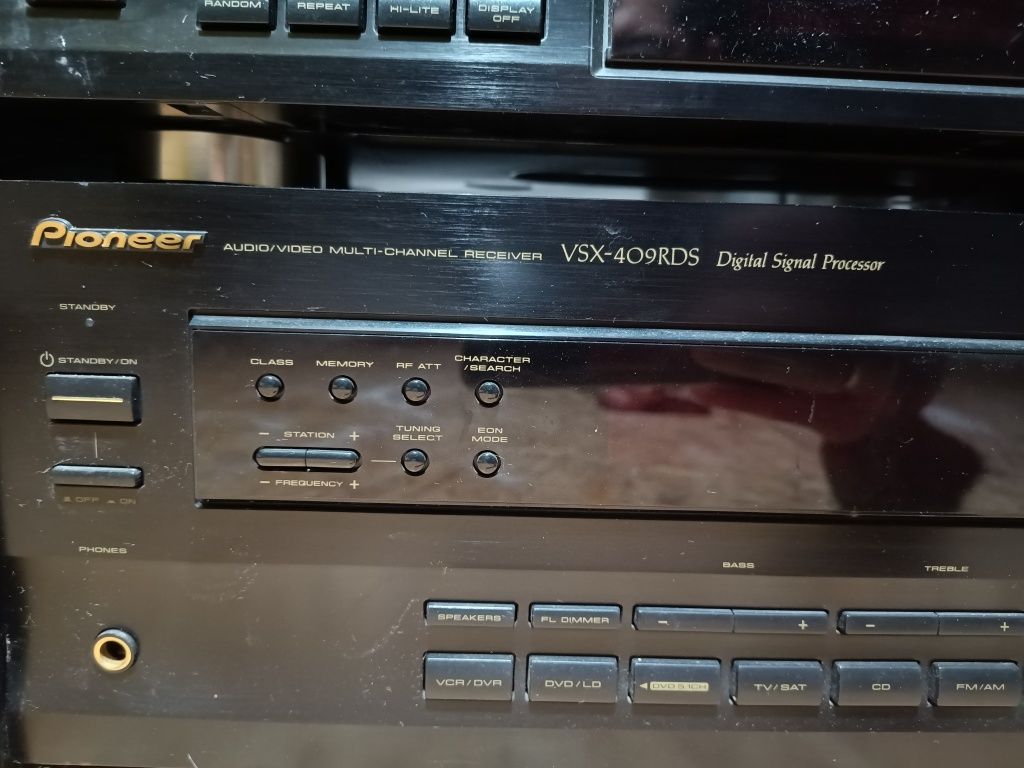 RANDOM
REPEAT
HI-LITE
DISPLAY
OFF
Pioneer
AUDIO/VIDEO MULTI-CHANNEL RECEIVER VSX-409RDS Digital Signal Processor
STANDBY
STANDBY/ON
CLASS
MEMORY
RF ATT
CHARACTER
/SEARCH
– STATION +
TUNING
SELECT
EON
MODE
– FREQUENCY +
OFF ON
PHONES
BASS
TREBLE
SPEAKERS
FL DIMMER
– +
– +
VCR/DVR
DVD/LD
DVD 5.1CH
TV/SAT
CD
FM/AM